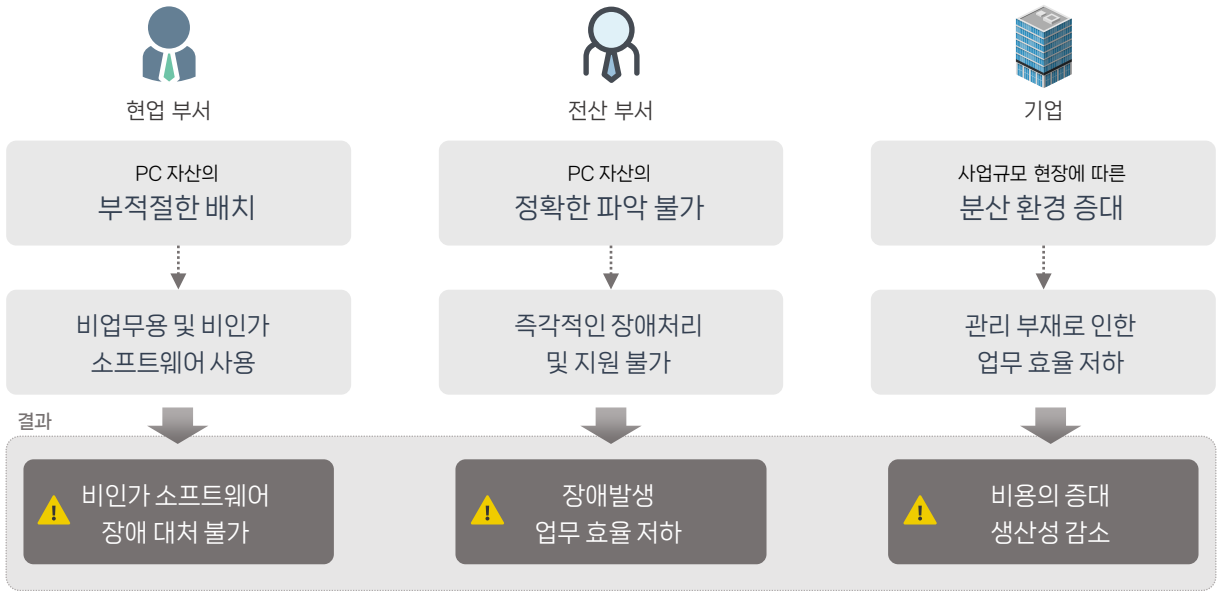 현업 부서
전산 부서
기업
PC 자산의
부적절한 배치
PC 자산의
정확한 파악 불가
사업규모 현장에 따른
분산 환경 증대
비업무용 및 비인가
소프트웨어 사용
즉각적인 장애처리
및 지원 불가
관리 부재로 인한
업무 효율 저하
결과
비인가 소프트웨어
장애 대처 불가
장애발생
업무 효율 저하
비용의 증대
생산성 감소